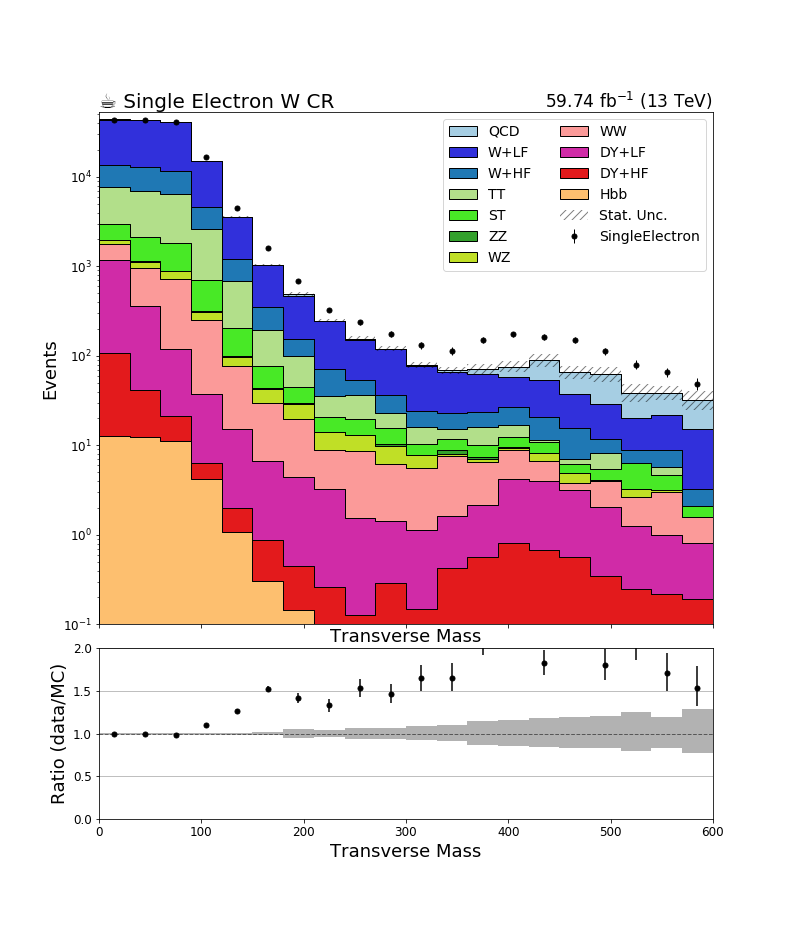 ☕ Single Electron W CR 59.74 fb⁻¹ (13 TeV)
QCD WW
W+LF DY+LF
W+HF DY+HF
TT Hbb
ST Stat. Unc.
ZZ SingleElectron
WZ
Events
10⁴
10³
10²
10¹
10⁰
10⁻¹
Transverse Mass
Ratio (data/MC)
2.0
1.5
1.0
0.5
0.0
0 100 200 300 400 500 600
Transverse Mass